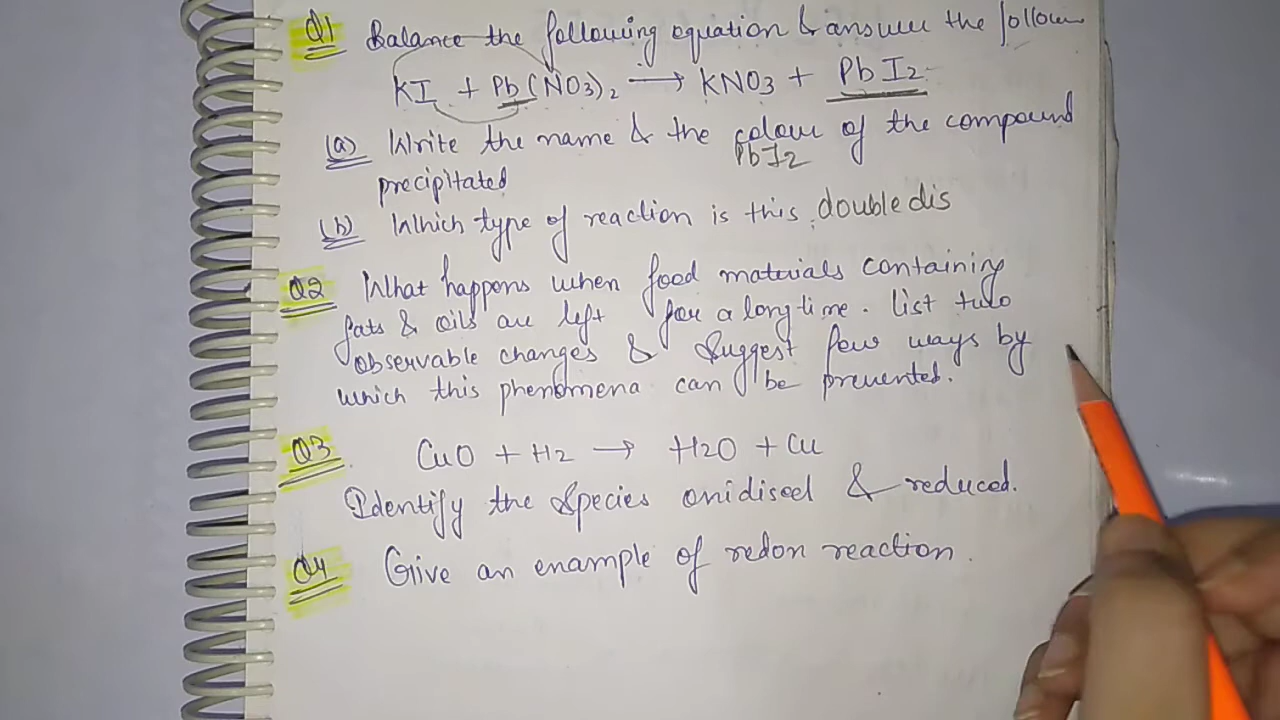 Q1 Balance the following equation & answer the follow
KI + Pb(NO3)2 → KNO3 + PbI2
(a) Write the name & the colour of the compound
PbI2
precipitated
(b) Which type of reaction is this. double dis
Q2 What happens when food materials containing
fats & oils are left for a long time. List two
observable changes & Suggest few ways by
which this phenomena can be prevented.
Q3 CuO + H2 → H2O + Cu
Identify the Species oxidised & reduced.
Q4 Give an example of redox reaction.